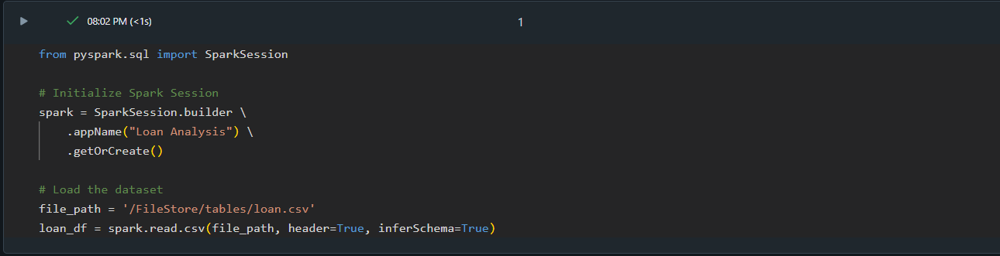 08:02 PM (<1s)
1
from pyspark.sql import SparkSession
# Initialize Spark Session
spark = SparkSession.builder \
    .appName("Loan Analysis") \
    .getOrCreate()
# Load the dataset
file_path = '/FileStore/tables/loan.csv'
loan_df = spark.read.csv(file_path, header=True, inferSchema=True)